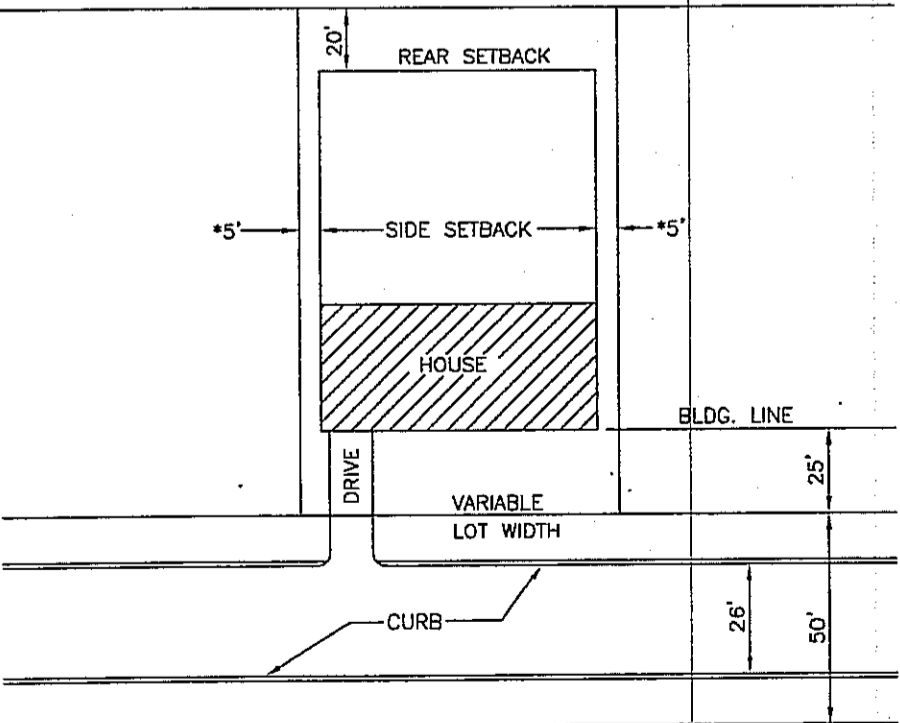 20'
REAR SETBACK
*5'
SIDE SETBACK
*5'
HOUSE
BLDG. LINE
DRIVE
25'
VARIABLE
LOT WIDTH
CURB
26'
50'